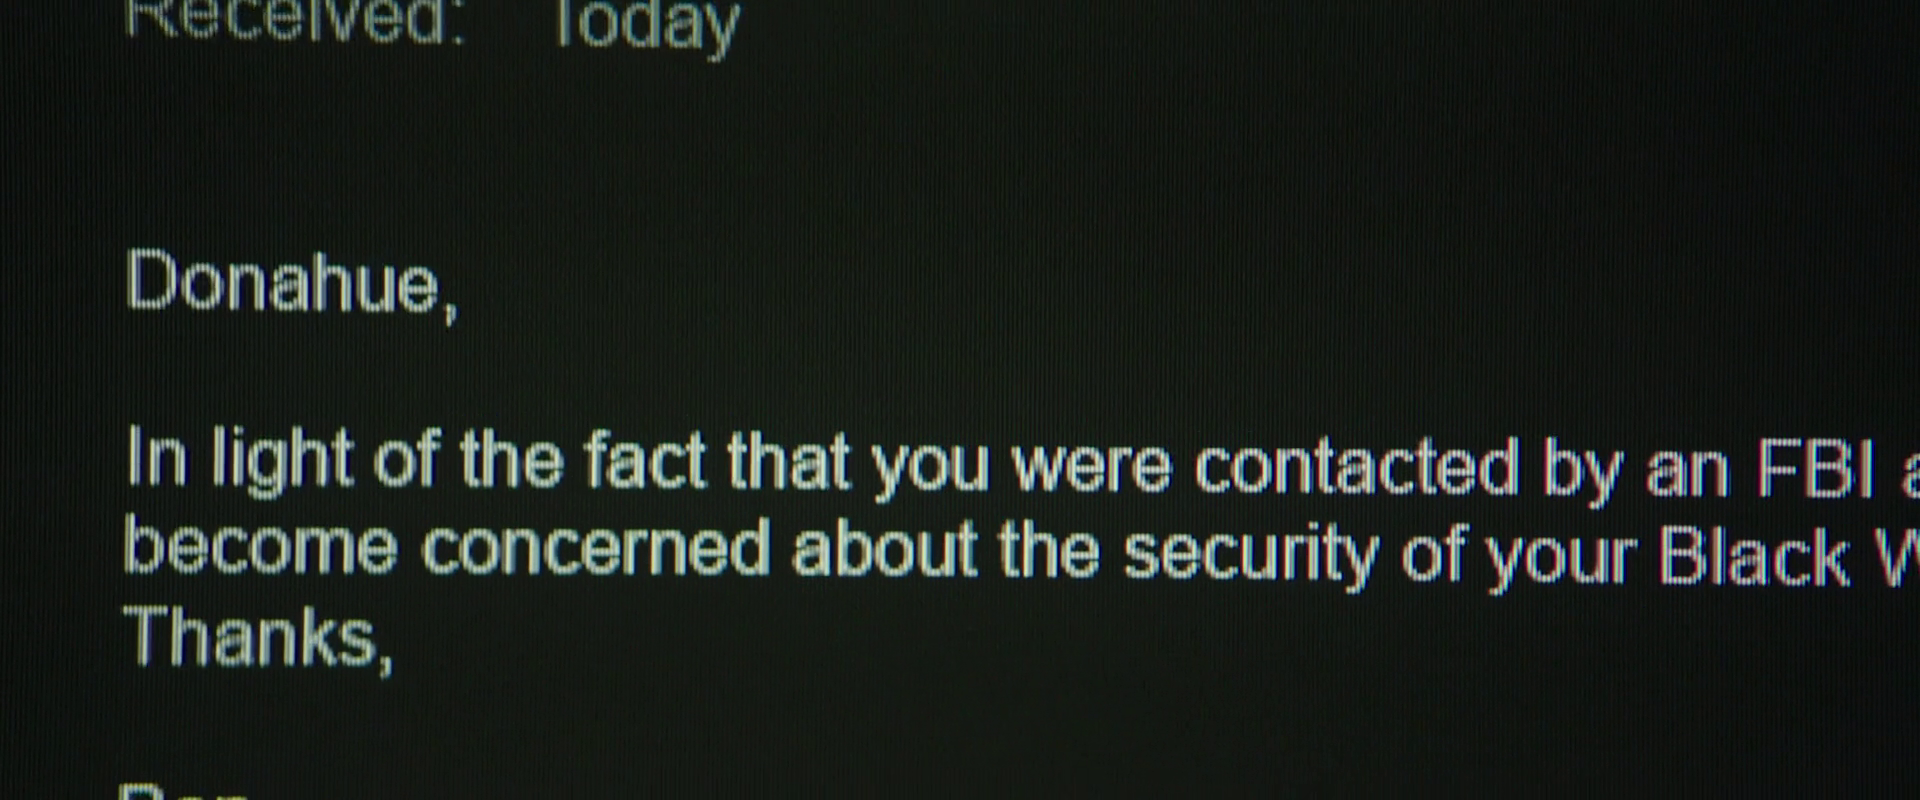 Received: Today
Donahue,
In light of the fact that you were contacted by an FBI
become concerned about the security of your Black
Thanks,